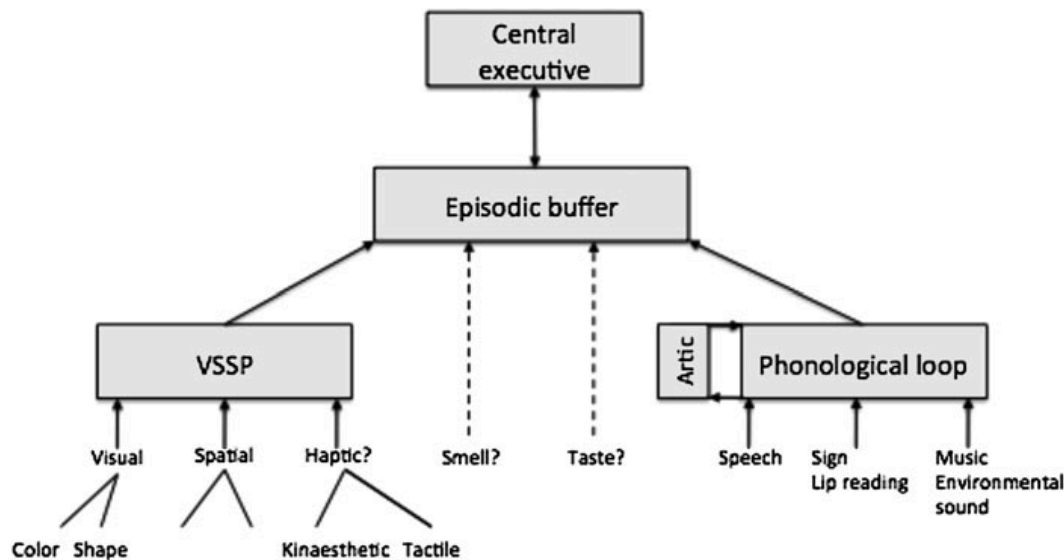 Central
executive
Episodic buffer
VSSP
Artic
Phonological loop
Visual
Spatial
Haptic?
Smell?
Taste?
Speech
Sign
Lip reading
Music
Environmental
sound
Color
Shape
Kinaesthetic
Tactile